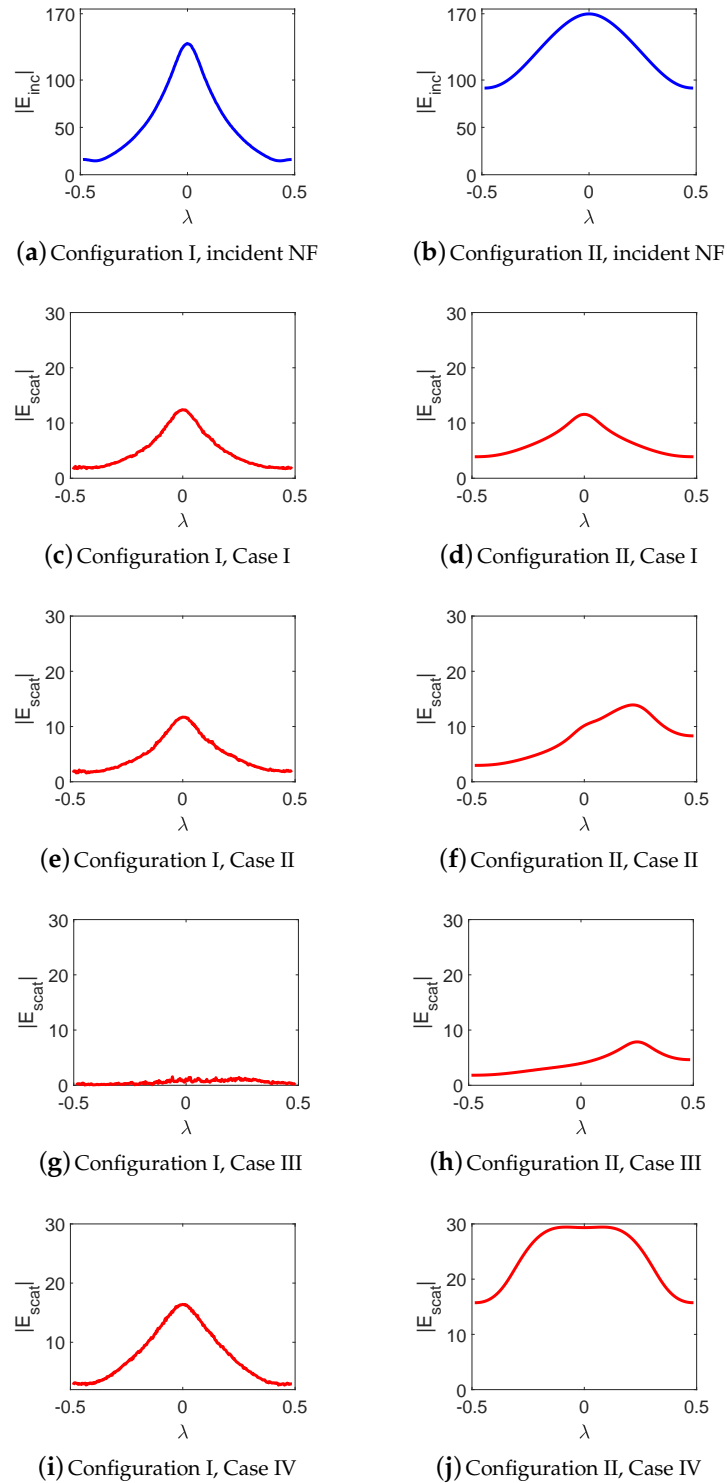 170
100
50
0
|E_inc|
-0.5 0 0.5
λ
(a) Configuration I, incident NF
170
100
50
0
|E_inc|
-0.5 0 0.5
λ
(b) Configuration II, incident NF
30
20
10
0
|E_scat|
-0.5 0 0.5
λ
(c) Configuration I, Case I
30
20
10
0
|E_scat|
-0.5 0 0.5
λ
(d) Configuration II, Case I
30
20
10
0
|E_scat|
-0.5 0 0.5
λ
(e) Configuration I, Case II
30
20
10
0
|E_scat|
-0.5 0 0.5
λ
(f) Configuration II, Case II
30
20
10
0
|E_scat|
-0.5 0 0.5
λ
(g) Configuration I, Case III
30
20
10
0
|E_scat|
-0.5 0 0.5
λ
(h) Configuration II, Case III
30
20
10
|E_scat|
-0.5 0 0.5
λ
(i) Configuration I, Case IV
30
20
10
0
|E_scat|
-0.5 0 0.5
λ
(j) Configuration II, Case IV